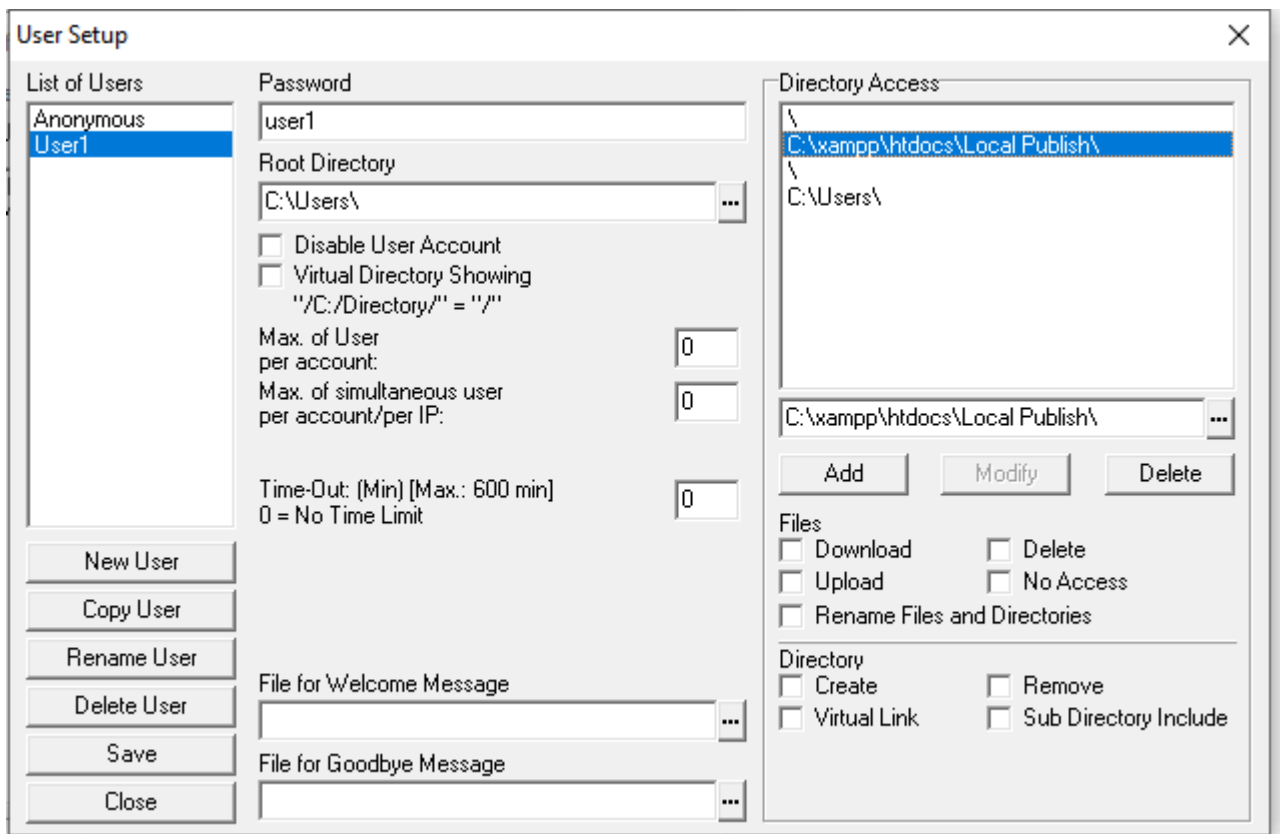 User Setup
List of Users
Anonymous
User1
New User
Copy User
Rename User
Delete User
Save
Close
Password
user1
Root Directory
C:\Users\
...
Disable User Account
Virtual Directory Showing
"/C:/Directory/" = "/"
Max. of User
per account:
0
Max. of simultaneous user
per account/per IP:
0
Time-Out: (Min) [Max.: 600 min]
0 = No Time Limit
0
File for Welcome Message
...
File for Goodbye Message
...
Directory Access
\
C:\xampp\htdocs\Local Publish\
\
C:\Users\
C:\xampp\htdocs\Local Publish\
...
Add Modify Delete
Files
Download Delete
Upload No Access
Rename Files and Directories
Directory
Create Remove
Virtual Link Sub Directory Include